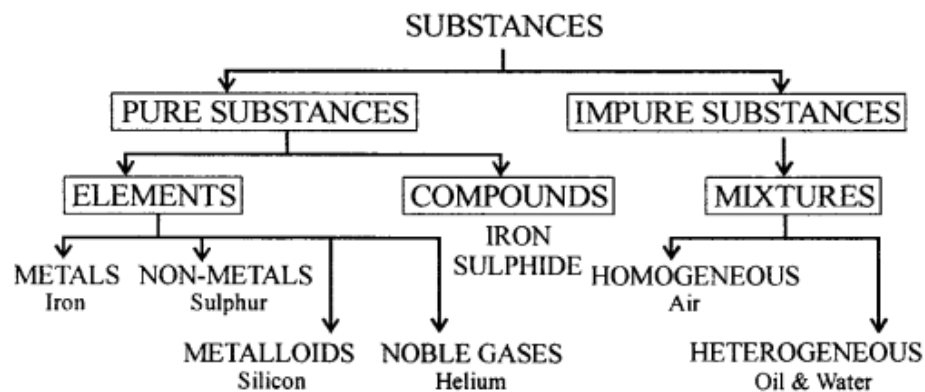 SUBSTANCES
PURE SUBSTANCES
IMPURE SUBSTANCES
ELEMENTS
COMPOUNDS
MIXTURES
IRON
SULPHIDE
METALS
Iron
NON-METALS
Sulphur
HOMOGENEOUS
Air
METALLOIDS
Silicon
NOBLE GASES
Helium
HETEROGENEOUS
Oil & Water